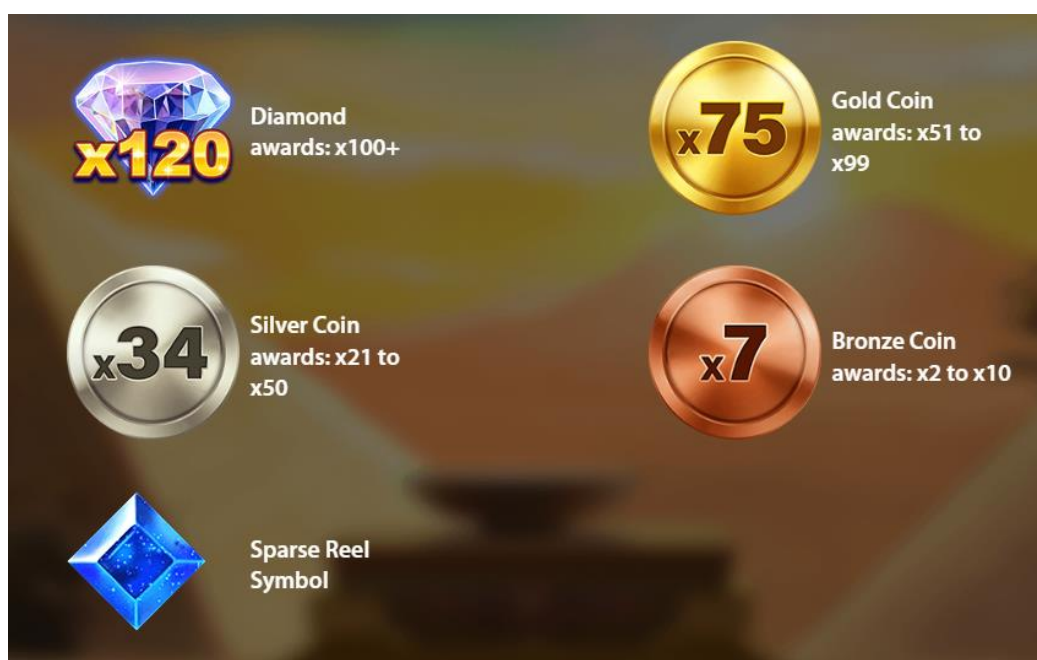 x120
Diamond
awards: x100+
x75
Gold Coin
awards: x51 to
x99
x34
Silver Coin
awards: x21 to
x50
x7
Bronze Coin
awards: x2 to x10
Sparse Reel
Symbol